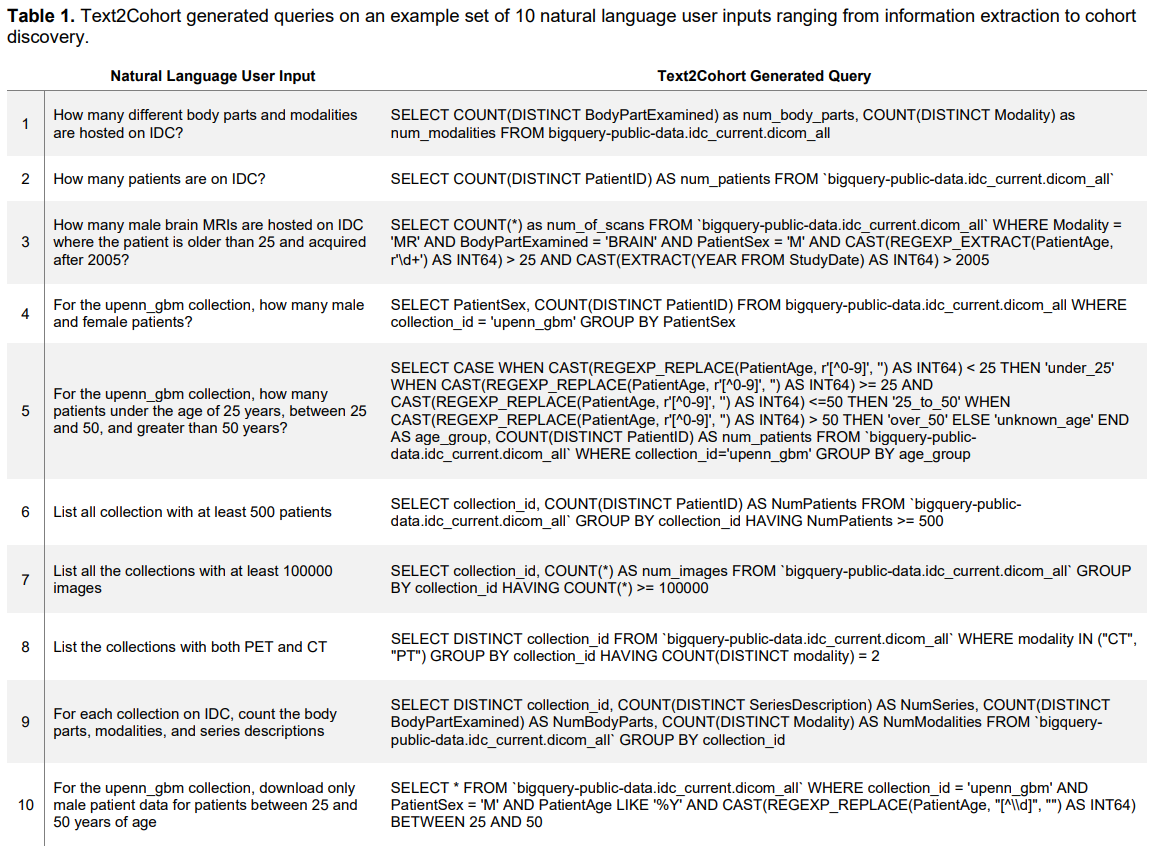 Table 1. Text2Cohort generated queries on an example set of 10 natural language user inputs ranging from information extraction to cohort
discovery.
Natural Language User Input
Text2Cohort Generated Query
1
How many different body parts and modalities
are hosted on IDC?
SELECT COUNT(DISTINCT BodyPartExamined) as num_body_parts, COUNT(DISTINCT Modality) as
num_modalities FROM bigquery-public-data.idc_current.dicom_all
2
How many patients are on IDC?
SELECT COUNT(DISTINCT PatientID) AS num_patients FROM `bigquery-public-data.idc_current.dicom_all`
3
How many male brain MRIs are hosted on IDC
where the patient is older than 25 and acquired
after 2005?
SELECT COUNT(*) as num_of_scans FROM `bigquery-public-data.idc_current.dicom_all` WHERE Modality =
'MR' AND BodyPartExamined = 'BRAIN' AND PatientSex = 'M' AND CAST(REGEXP_EXTRACT(PatientAge,
r'\d+') AS INT64) > 25 AND CAST(EXTRACT(YEAR FROM StudyDate) AS INT64) > 2005
4
For the upenn_gbm collection, how many male
and female patients?
SELECT PatientSex, COUNT(DISTINCT PatientID) FROM bigquery-public-data.idc_current.dicom_all WHERE
collection_id = 'upenn_gbm' GROUP BY PatientSex
5
For the upenn_gbm collection, how many
patients under the age of 25 years, between 25
and 50, and greater than 50 years?
SELECT CASE WHEN CAST(REGEXP_REPLACE(PatientAge, r'[^0-9]', '') AS INT64) < 25 THEN 'under_25'
WHEN CAST(REGEXP_REPLACE(PatientAge, r'[^0-9]', '') AS INT64) >= 25 AND
CAST(REGEXP_REPLACE(PatientAge, r'[^0-9]', '') AS INT64) <=50 THEN '25_to_50' WHEN
CAST(REGEXP_REPLACE(PatientAge, r'[^0-9]', '') AS INT64) > 50 THEN 'over_50' ELSE 'unknown_age' END
AS age_group, COUNT(DISTINCT PatientID) AS num_patients FROM `bigquery-public-
data.idc_current.dicom_all` WHERE collection_id='upenn_gbm' GROUP BY age_group
6
List all collection with at least 500 patients
SELECT collection_id, COUNT(DISTINCT PatientID) AS NumPatients FROM `bigquery-public-
data.idc_current.dicom_all` GROUP BY collection_id HAVING NumPatients >= 500
7
List all the collections with at least 100000
images
SELECT collection_id, COUNT(*) AS num_images FROM `bigquery-public-data.idc_current.dicom_all` GROUP
BY collection_id HAVING COUNT(*) >= 100000
8
List the collections with both PET and CT
SELECT DISTINCT collection_id FROM `bigquery-public-data.idc_current.dicom_all` WHERE modality IN ("CT",
"PT") GROUP BY collection_id HAVING COUNT(DISTINCT modality) = 2
9
For each collection on IDC, count the body
parts, modalities, and series descriptions
SELECT DISTINCT collection_id, COUNT(DISTINCT SeriesDescription) AS NumSeries, COUNT(DISTINCT
BodyPartExamined) AS NumBodyParts, COUNT(DISTINCT Modality) AS NumModalities FROM `bigquery-
public-data.idc_current.dicom_all` GROUP BY collection_id
10
For the upenn_gbm collection, download only
male patient data for patients between 25 and
50 years of age
SELECT * FROM `bigquery-public-data.idc_current.dicom_all` WHERE collection_id = 'upenn_gbm' AND
PatientSex = 'M' AND PatientAge LIKE '%Y' AND CAST(REGEXP_REPLACE(PatientAge, "[^\\d]", "") AS INT64)
BETWEEN 25 AND 50